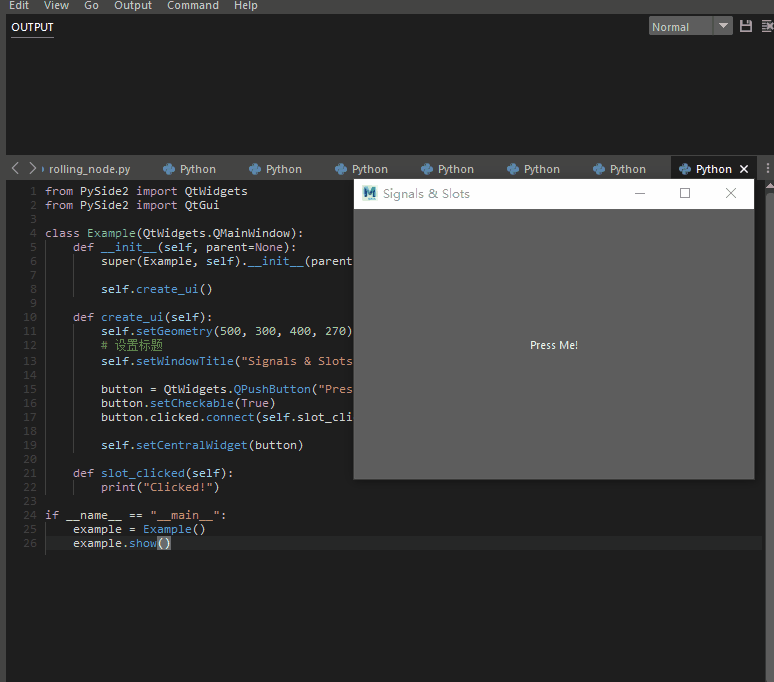 Edit View Go Output Command Help
OUTPUT
Normal
rolling_node.py Python Python Python Python Python Python Python
Signals & Slots
Press Me!
1 from PySide2 import QtWidgets
2 from PySide2 import QtGui
3
4 class Example(QtWidgets.QMainWindow):
5 def __init__(self, parent=None):
6 super(Example, self).__init__(parent
7
8 self.create_ui()
9
10 def create_ui(self):
11 self.setGeometry(500, 300, 400, 270)
12 # 设置标题
13 self.setWindowTitle("Signals & Slots
14
15 button = QtWidgets.QPushButton("Pres
16 button.setCheckable(True)
17 button.clicked.connect(self.slot_cli
18
19 self.setCentralWidget(button)
20
21 def slot_clicked(self):
22 print("Clicked!")
23
24 if __name__ == "__main__":
25 example = Example()
26 example.show()